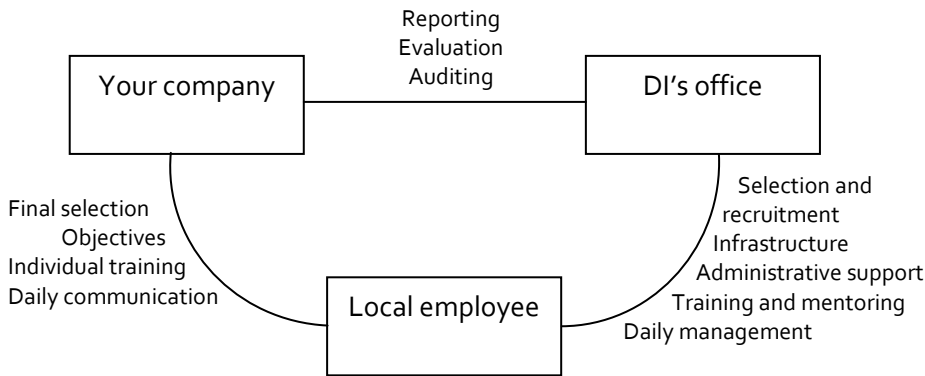 Reporting
Evaluation
Auditing
Your company
DI's office
Final selection
Objectives
Individual training
Daily communication
Selection and
recruitment
Infrastructure
Administrative support
Training and mentoring
Daily management
Local employee